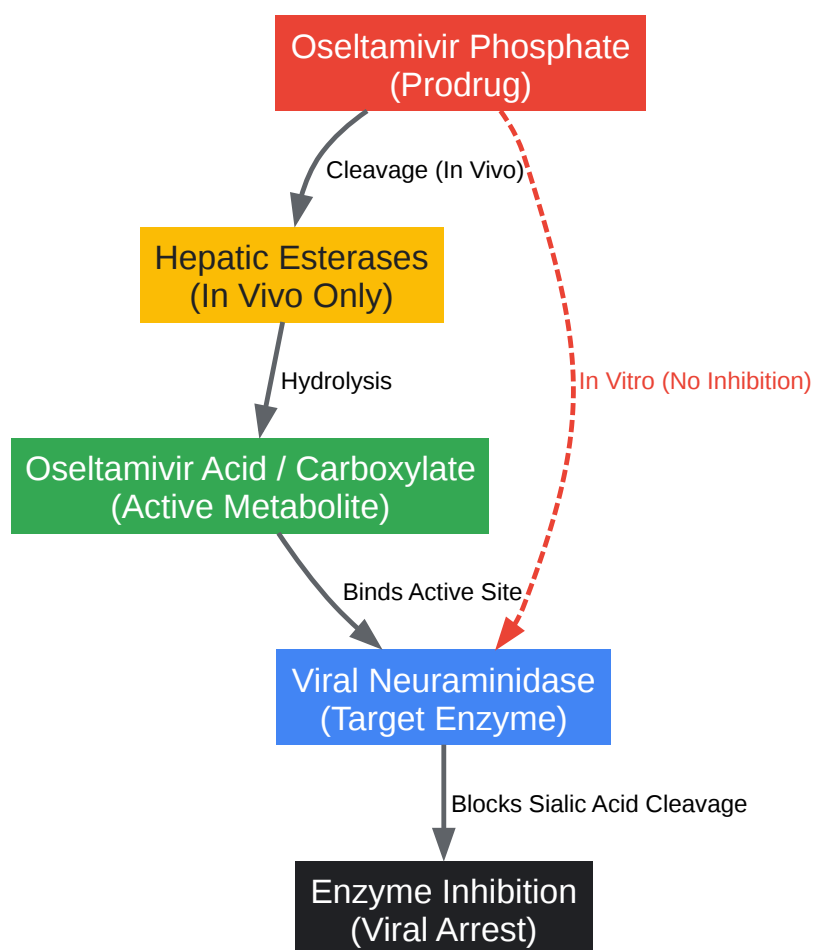 Oseltamivir Phosphate
(Prodrug)
Cleavage (In Vivo)
Hepatic Esterases
(In Vivo Only)
Hydrolysis
In Vitro (No Inhibition)
Oseltamivir Acid / Carboxylate
(Active Metabolite)
Binds Active Site
Viral Neuraminidase
(Target Enzyme)
Blocks Sialic Acid Cleavage
Enzyme Inhibition
(Viral Arrest)